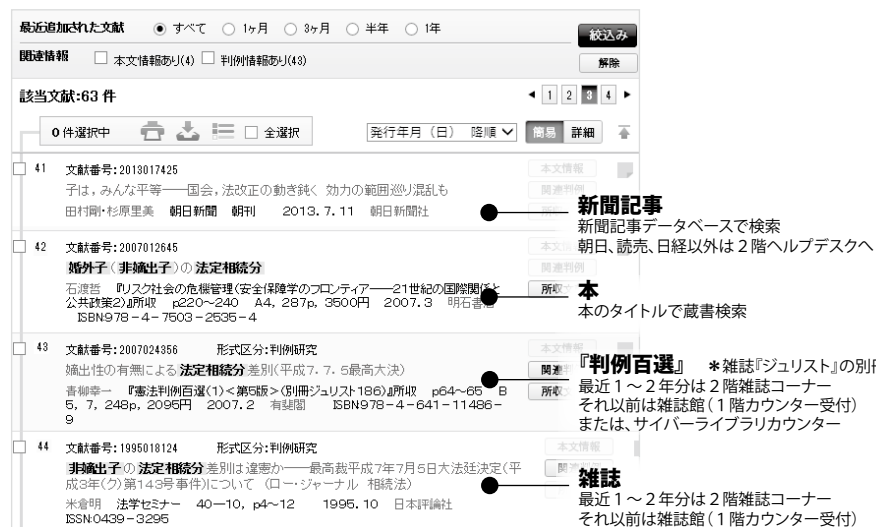 最近追加された文献 すべて 1ヶ月 3ヶ月 半年 1年
絞込み
関連情報 本文情報あり(4) 判例情報あり(43)
解除
該当文献:63 件
1 2 3 4
0 件選択中 全選択 発行年月（日） 降順 簡易 詳細
41 文献番号:2013017425
本文情報
子は，みんな平等――国会，法改正の動き鈍く 効力の範囲巡り混乱も
関連判例
田村剛・杉原里美 朝日新聞 朝刊 2013.7.11 朝日新聞社
新聞記事
新聞記事データベースで検索
朝日、読売、日経以外は２階ヘルプデスクへ
42 文献番号:2007012645
婚外子（非嫡出子）の法定相続分
関連判例
石渡哲 『リスク社会の危機管理(安全保障学のフロンティア――21世紀の国際関係と
公共政策2)』所収 p220～240 A4, 287p, 3500円 2007.3 明石書店
ISBN978－4－7503－2535－4
本
本のタイトルで蔵書検索
43 文献番号:2007024356 形式区分:判例研究
本文情報
嫡出性の有無による法定相続分差別(平成7.7.5最高大決)
青柳幸一 『憲法判例百選(1)<第5版>(別冊ジュリスト186)』所収 p64～65 B
5, 7, 248p, 2095円 2007.2 有斐閣 ISBN978－4－641－11486－
9
『判例百選』 ＊雑誌『ジュリスト』の別冊
最近１～２年分は２階雑誌コーナー
それ以前は雑誌館（１階カウンター受付）
または、サイバーライブラリカウンター
44 文献番号:1995018124 形式区分:判例研究
本文情報
非嫡出子の法定相続分差別は違憲か――最高裁平成7年7月5日大法廷決定(平
成3年(ク)第143号事件)について (ロー・ジャーナル 相続法)
米倉明 法学セミナー 40―10, p4～12 1995.10 日本評論社
ISSN:0439－3295
雑誌
最近１～２年分は２階雑誌コーナー
それ以前は雑誌館（１階カウンター受付）